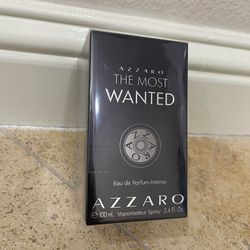 AZZARO
THE MOST
WANTED
AZZARO
Eau de Parfum Intense
AZZARO
℮ 100 mL Vaporisateur Spray 3.4 Fl. Oz.